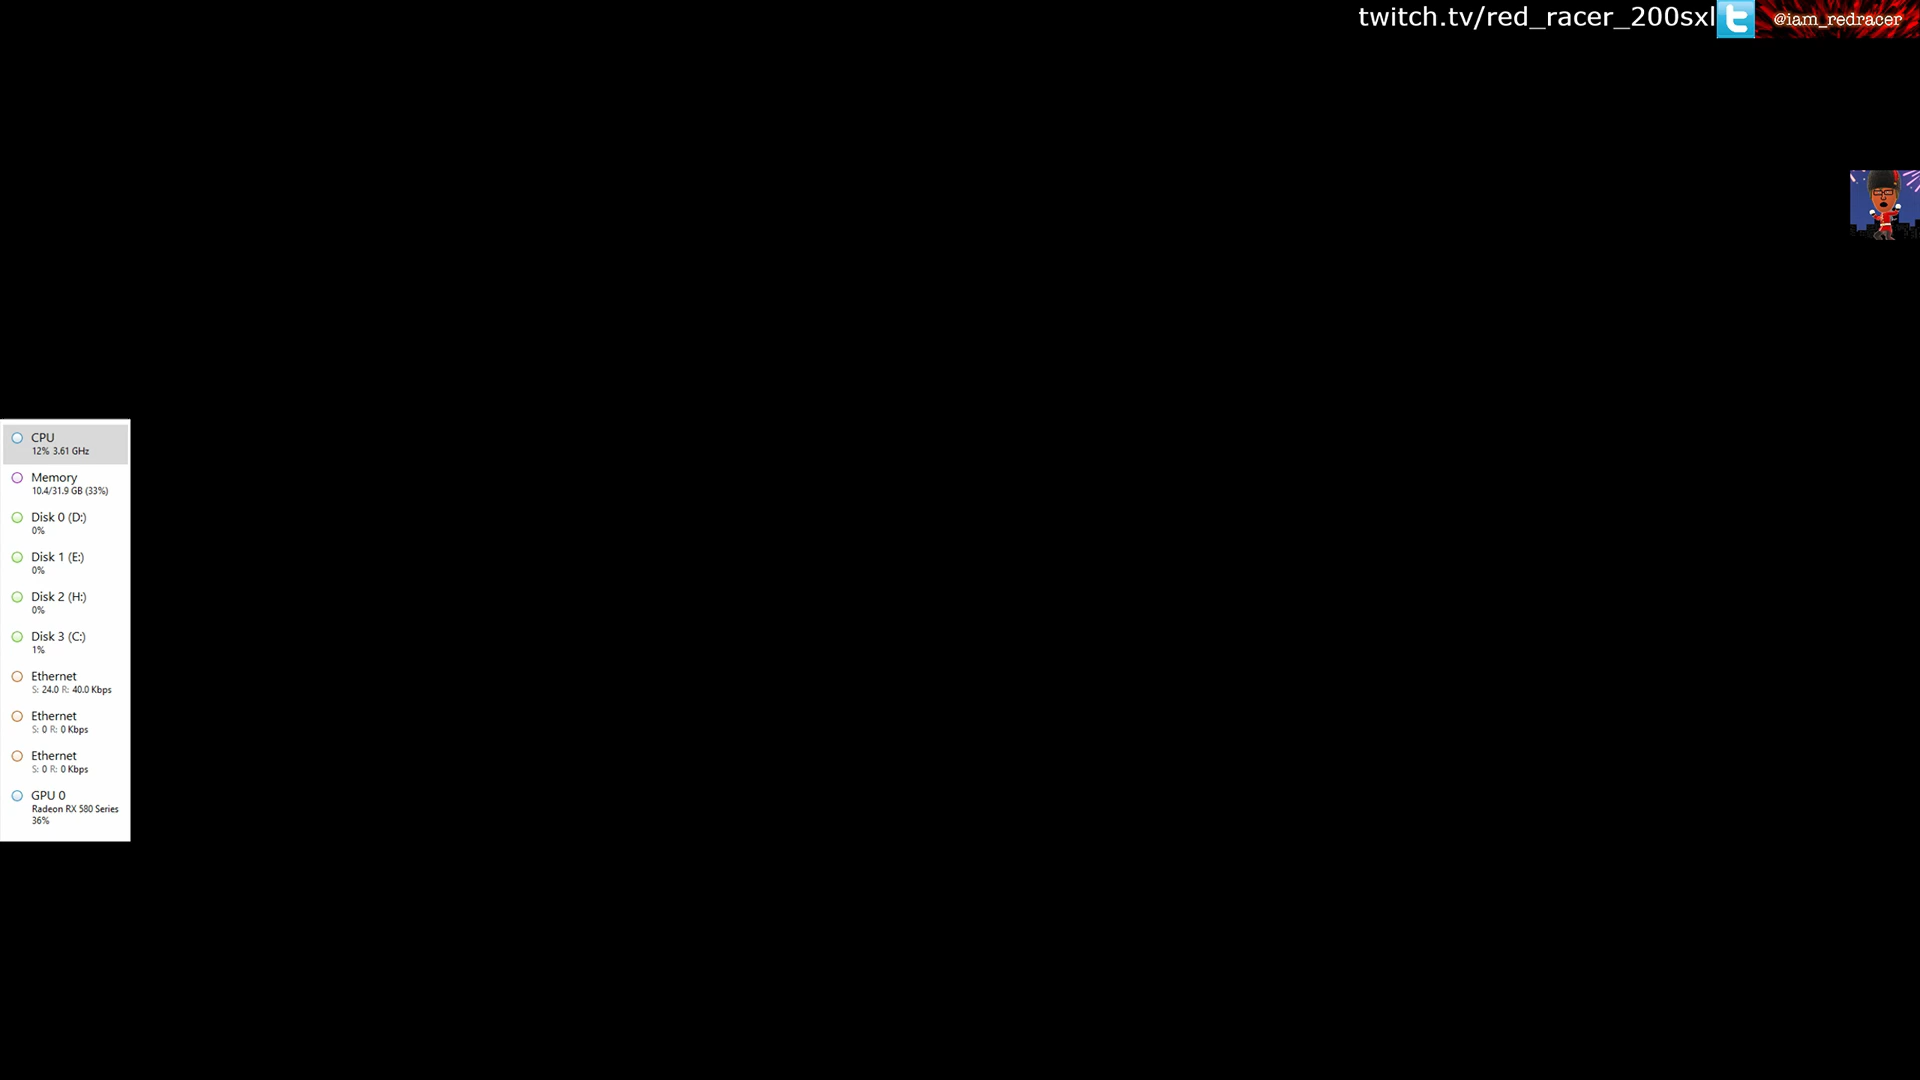 twitch.tv/red_racer_200sxl
@iam_redracer
CPU
12% 3.61 GHz
Memory
10.4/31.9 GB (33%)
Disk 0 (D:)
0%
Disk 1 (E:)
0%
Disk 2 (H:)
0%
Disk 3 (C:)
1%
Ethernet
S: 24.0 R: 40.0 Kbps
Ethernet
S: 0 R: 0 Kbps
Ethernet
S: 0 R: 0 Kbps
GPU 0
Radeon RX 580 Series
36%